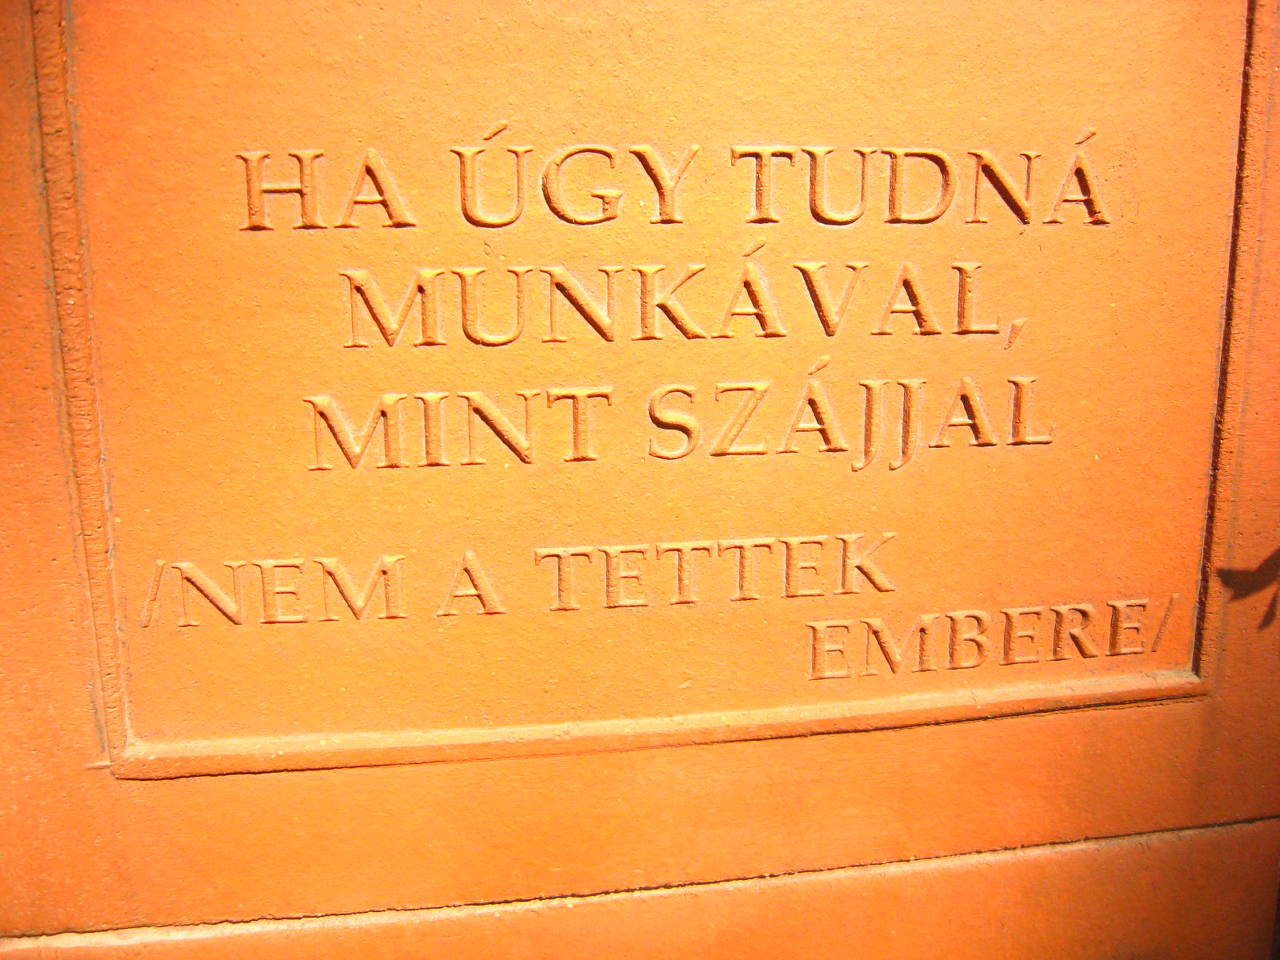 HA ÚGY TUDNÁ
MUNKÁVAL,
MINT SZÁJJAL
/NEM A TETTEK
EMBERE/